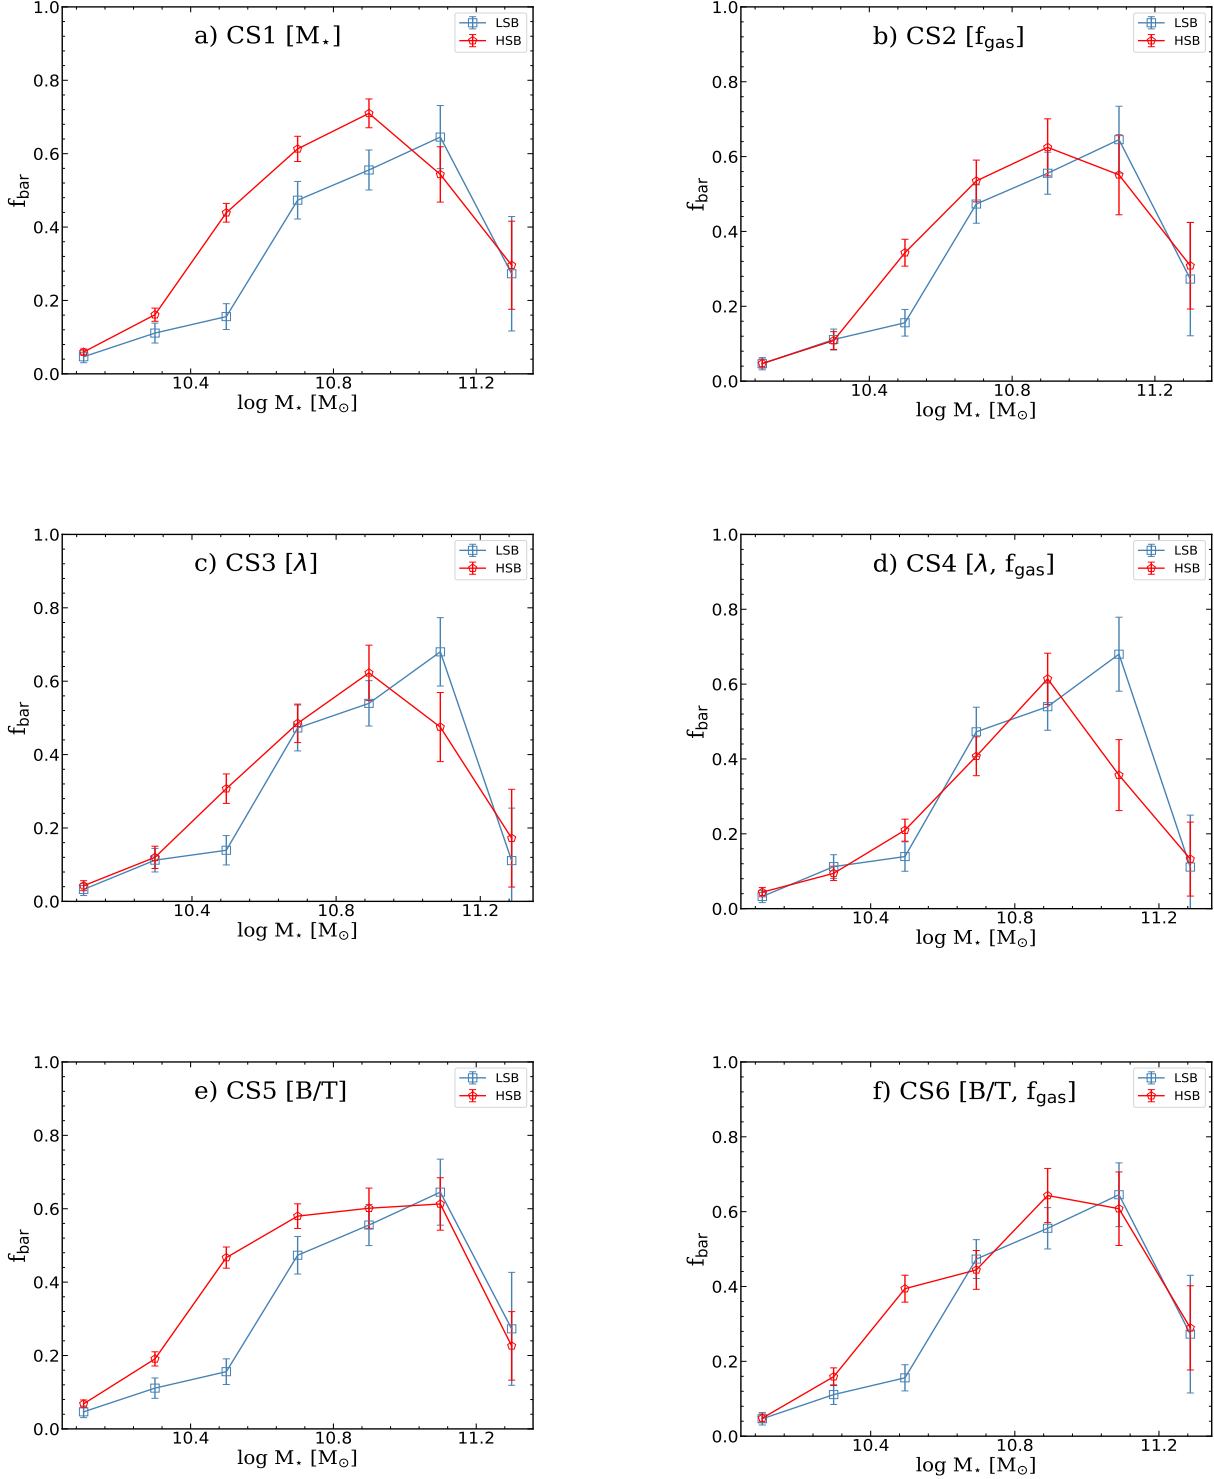 a) CS1 [M⋆]
LSB
HSB
1.0
0.8
0.6
0.4
0.2
0.0
f_bar
10.4
10.8
11.2
log M⋆ [M⊙]
b) CS2 [f_gas]
LSB
HSB
1.0
0.8
0.6
0.4
0.2
0.0
f_bar
10.4
10.8
11.2
log M⋆ [M⊙]
c) CS3 [λ]
LSB
HSB
1.0
0.8
0.6
0.4
0.2
0.0
f_bar
10.4
10.8
11.2
log M⋆ [M⊙]
d) CS4 [λ, f_gas]
LSB
HSB
1.0
0.8
0.6
0.4
0.2
0.0
f_bar
10.4
10.8
11.2
log M⋆ [M⊙]
e) CS5 [B/T]
LSB
HSB
1.0
0.8
0.6
0.4
0.2
0.0
f_bar
10.4
10.8
11.2
log M⋆ [M⊙]
f) CS6 [B/T, f_gas]
LSB
HSB
1.0
0.8
0.6
0.4
0.2
0.0
f_bar
10.4
10.8
11.2
log M⋆ [M⊙]